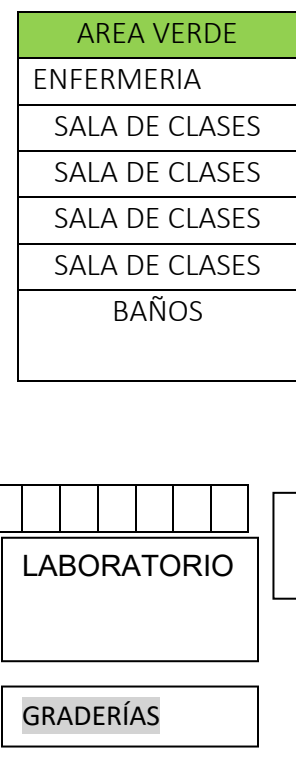 AREA VERDE
ENFERMERIA
SALA DE CLASES
SALA DE CLASES
SALA DE CLASES
SALA DE CLASES
BAÑOS
LABORATORIO
GRADERÍAS